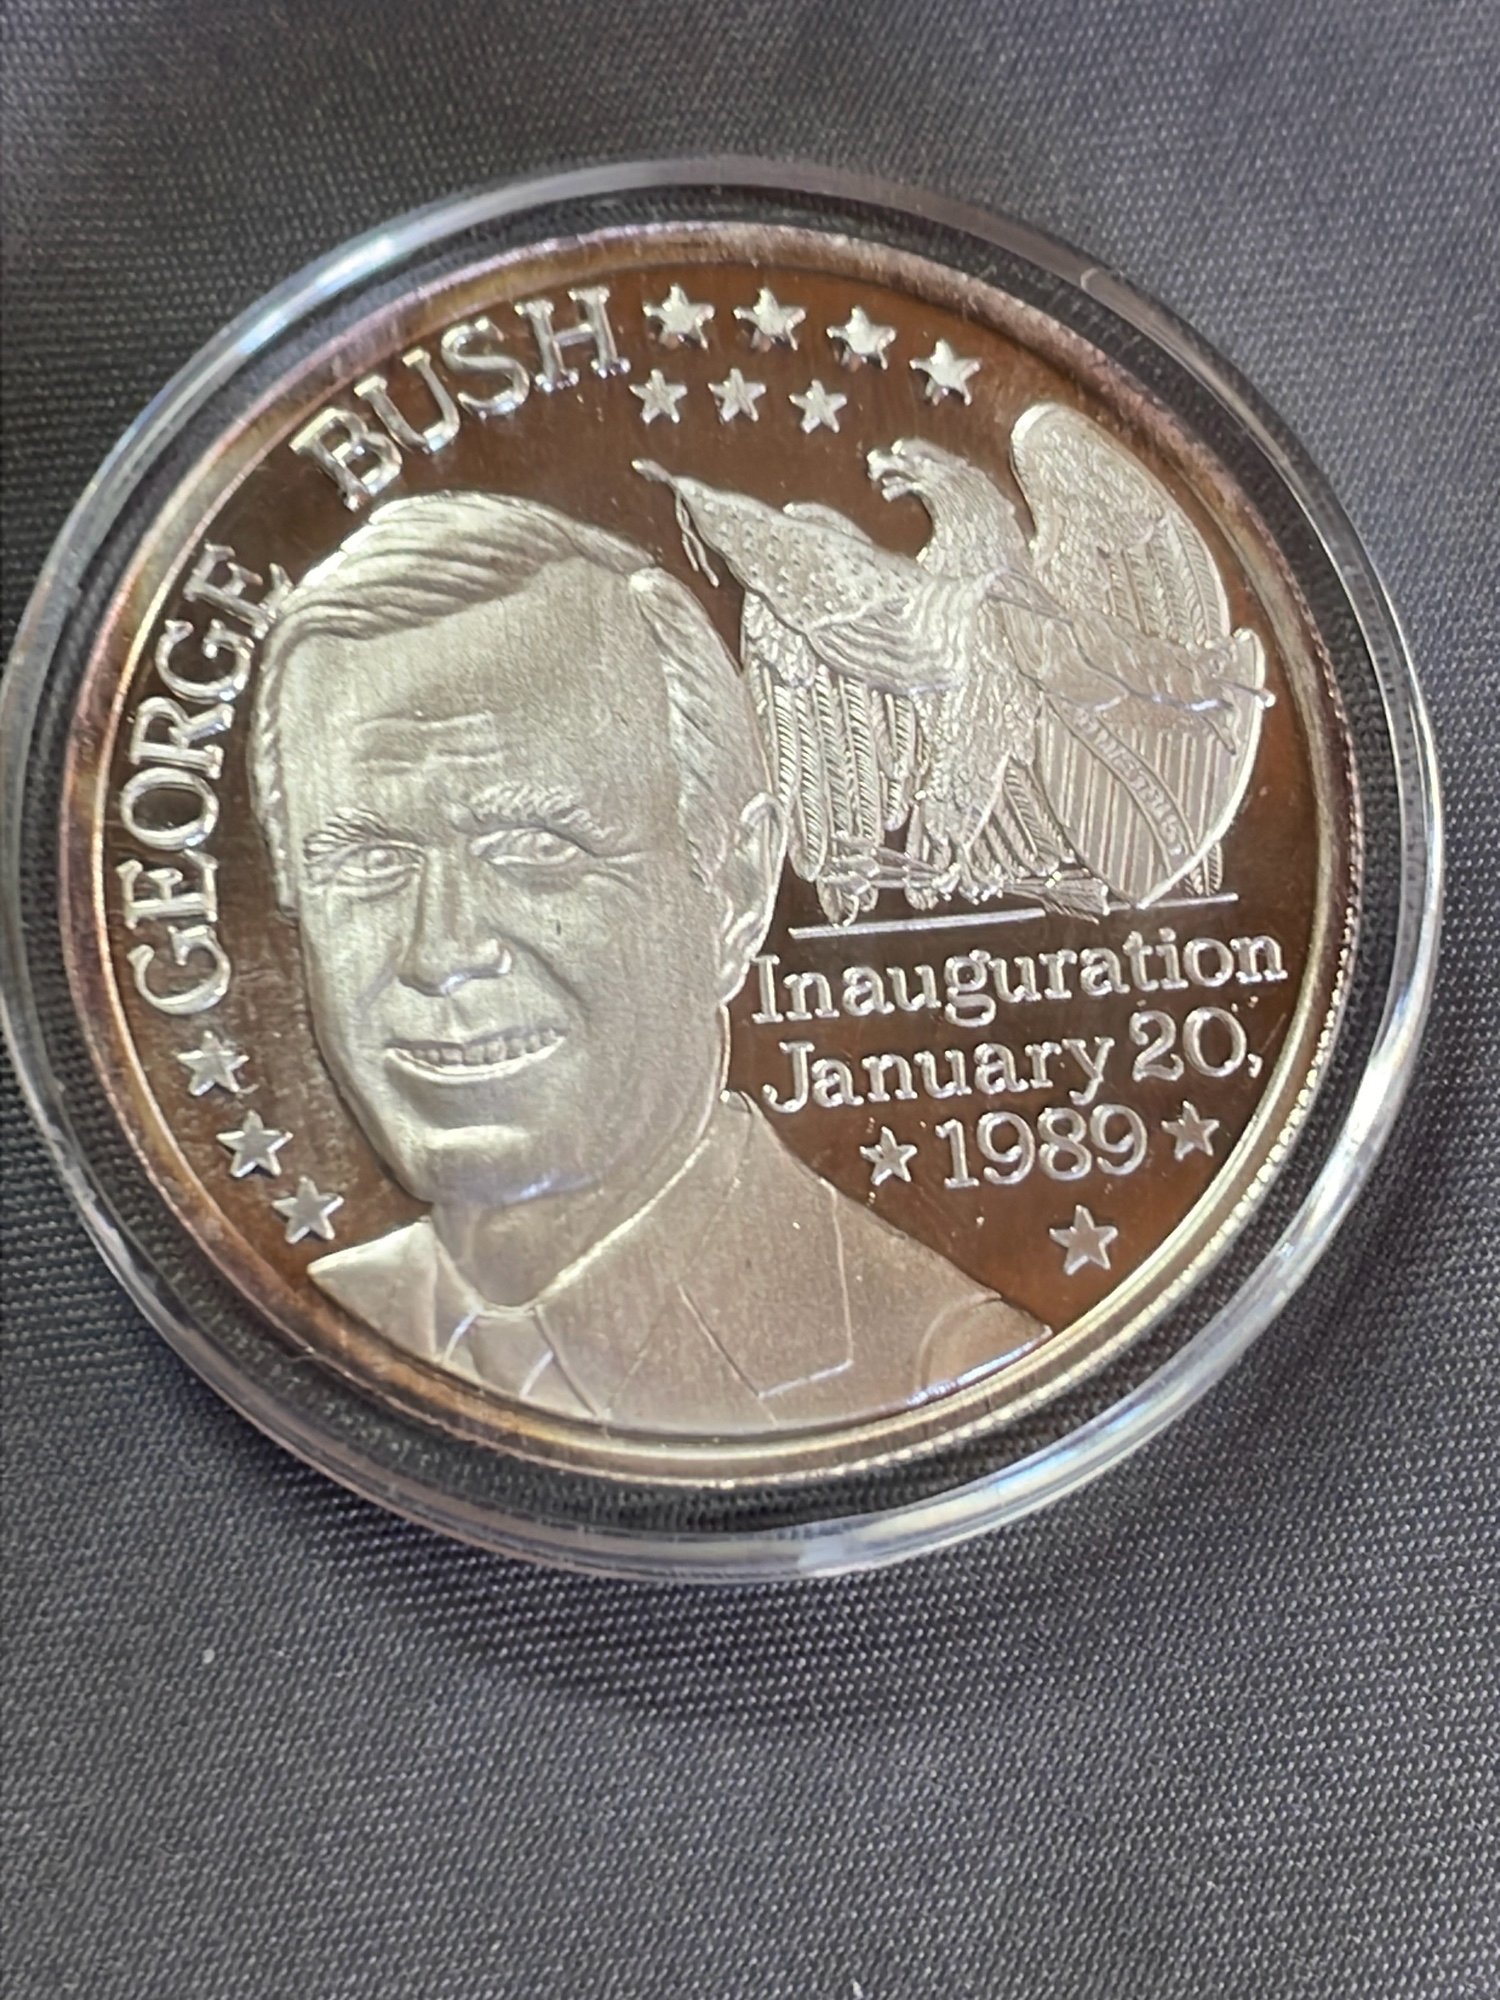 GEORGE BUSH
Inauguration
January 20,
1989